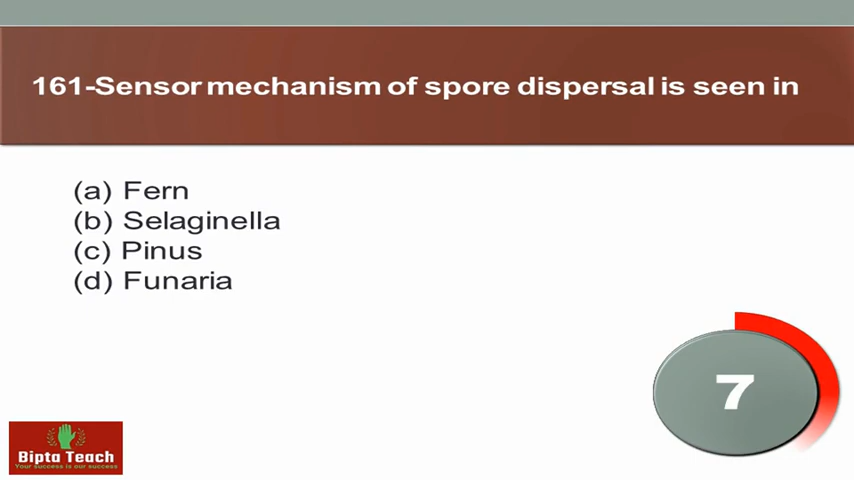 161-Sensor mechanism of spore dispersal is seen in
(a) Fern
(b) Selaginella
(c) Pinus
(d) Funaria
7
Bipta Teach
Your success is our success